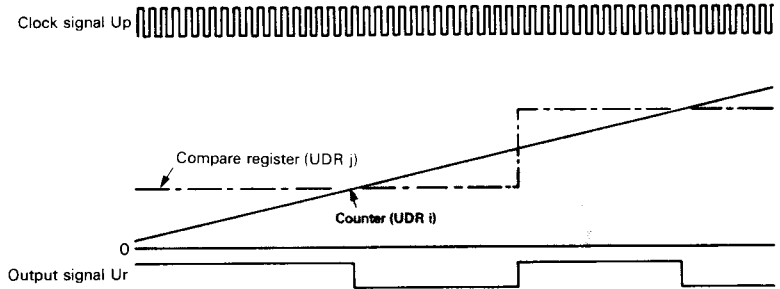 Clock signal Up
Compare register (UDR j)
Counter (UDR i)
0
Output signal Ur